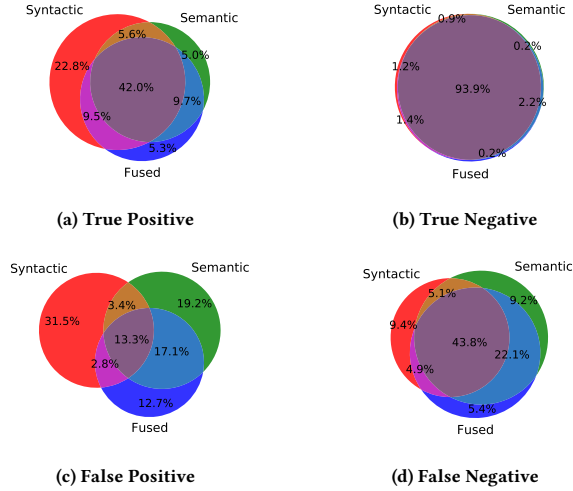 Syntactic
Semantic
5.6%
5.0%
22.8%
42.0%
9.7%
9.5%
5.3%
Fused
(a) True Positive
Syntactic
Semantic
0.9%
0.2%
1.2%
93.9%
2.2%
1.4%
0.2%
Fused
(b) True Negative
Syntactic
Semantic
3.4%
19.2%
31.5%
13.3%
17.1%
2.8%
12.7%
Fused
(c) False Positive
Syntactic
Semantic
5.1%
9.2%
9.4%
43.8%
22.1%
4.9%
5.4%
Fused
(d) False Negative